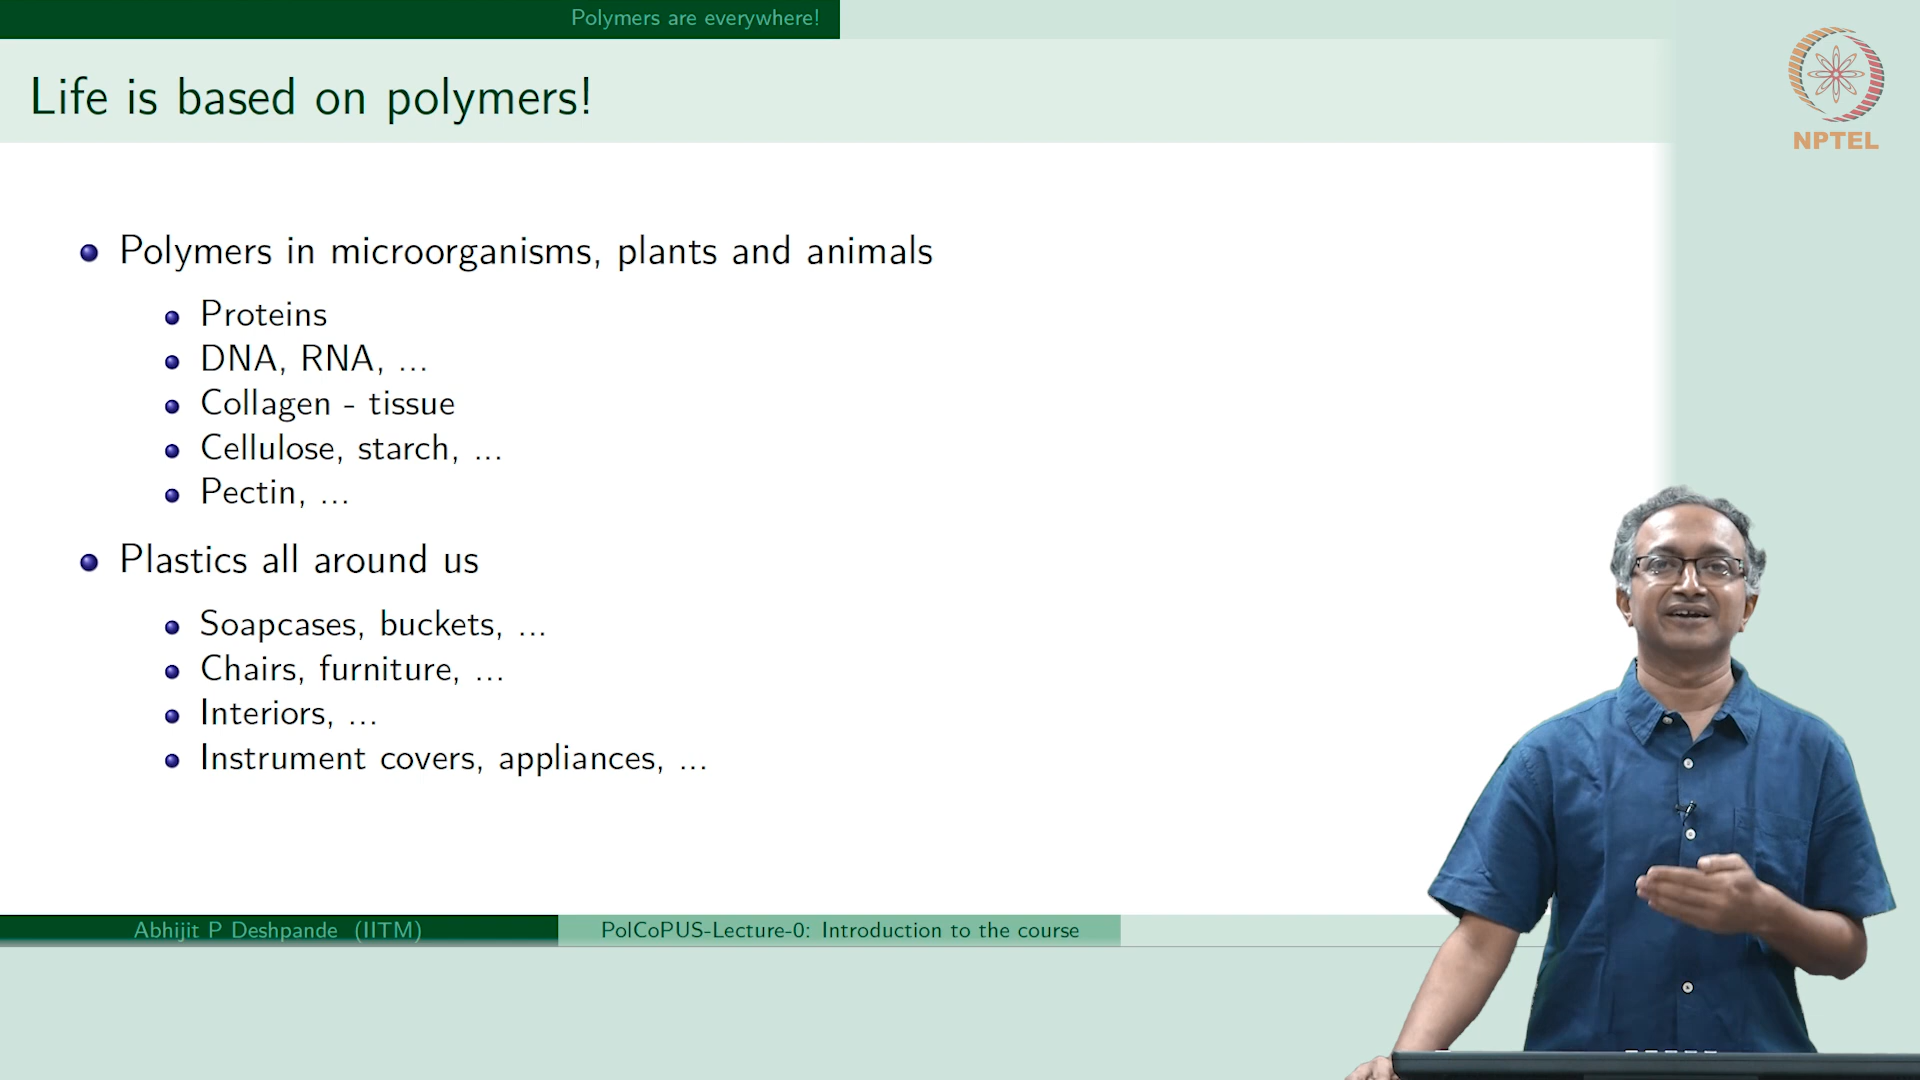 Polymers are everywhere!
Life is based on polymers!
NPTEL
Polymers in microorganisms, plants and animals
Proteins
DNA, RNA, ...
Collagen - tissue
Cellulose, starch, ...
Pectin, ...
Plastics all around us
Soapcases, buckets, ...
Chairs, furniture, ...
Interiors, ...
Instrument covers, appliances, ...
Abhijit P Deshpande (IITM)
PolCoPUS-Lecture-0: Introduction to the course